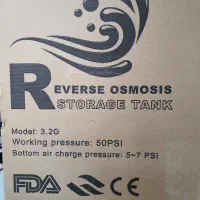 REVERSE OSMOSIS
STORAGE TANK
Model: 3.2G
Working pressure: 50PSI
Bottom air charge pressure: 5~7 PSI
FDA CE